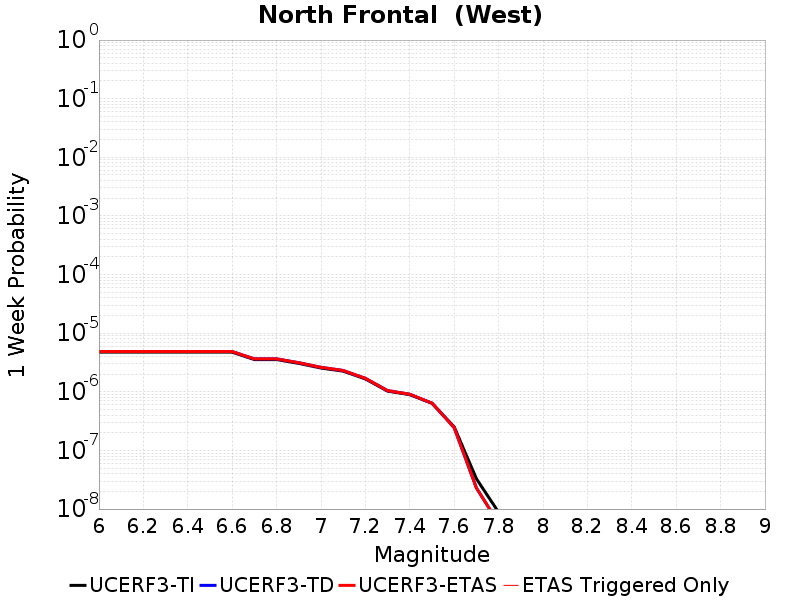 North Frontal  (West)
10^0
10^-1
10^-2
10^-3
10^-4
10^-5
10^-6
10^-7
10^-8
1 Week Probability
6 6.2 6.4 6.6 6.8 7 7.2 7.4 7.6 7.8 8 8.2 8.4 8.6 8.8 9
Magnitude
UCERF3-TI UCERF3-TD UCERF3-ETAS ETAS Triggered Only